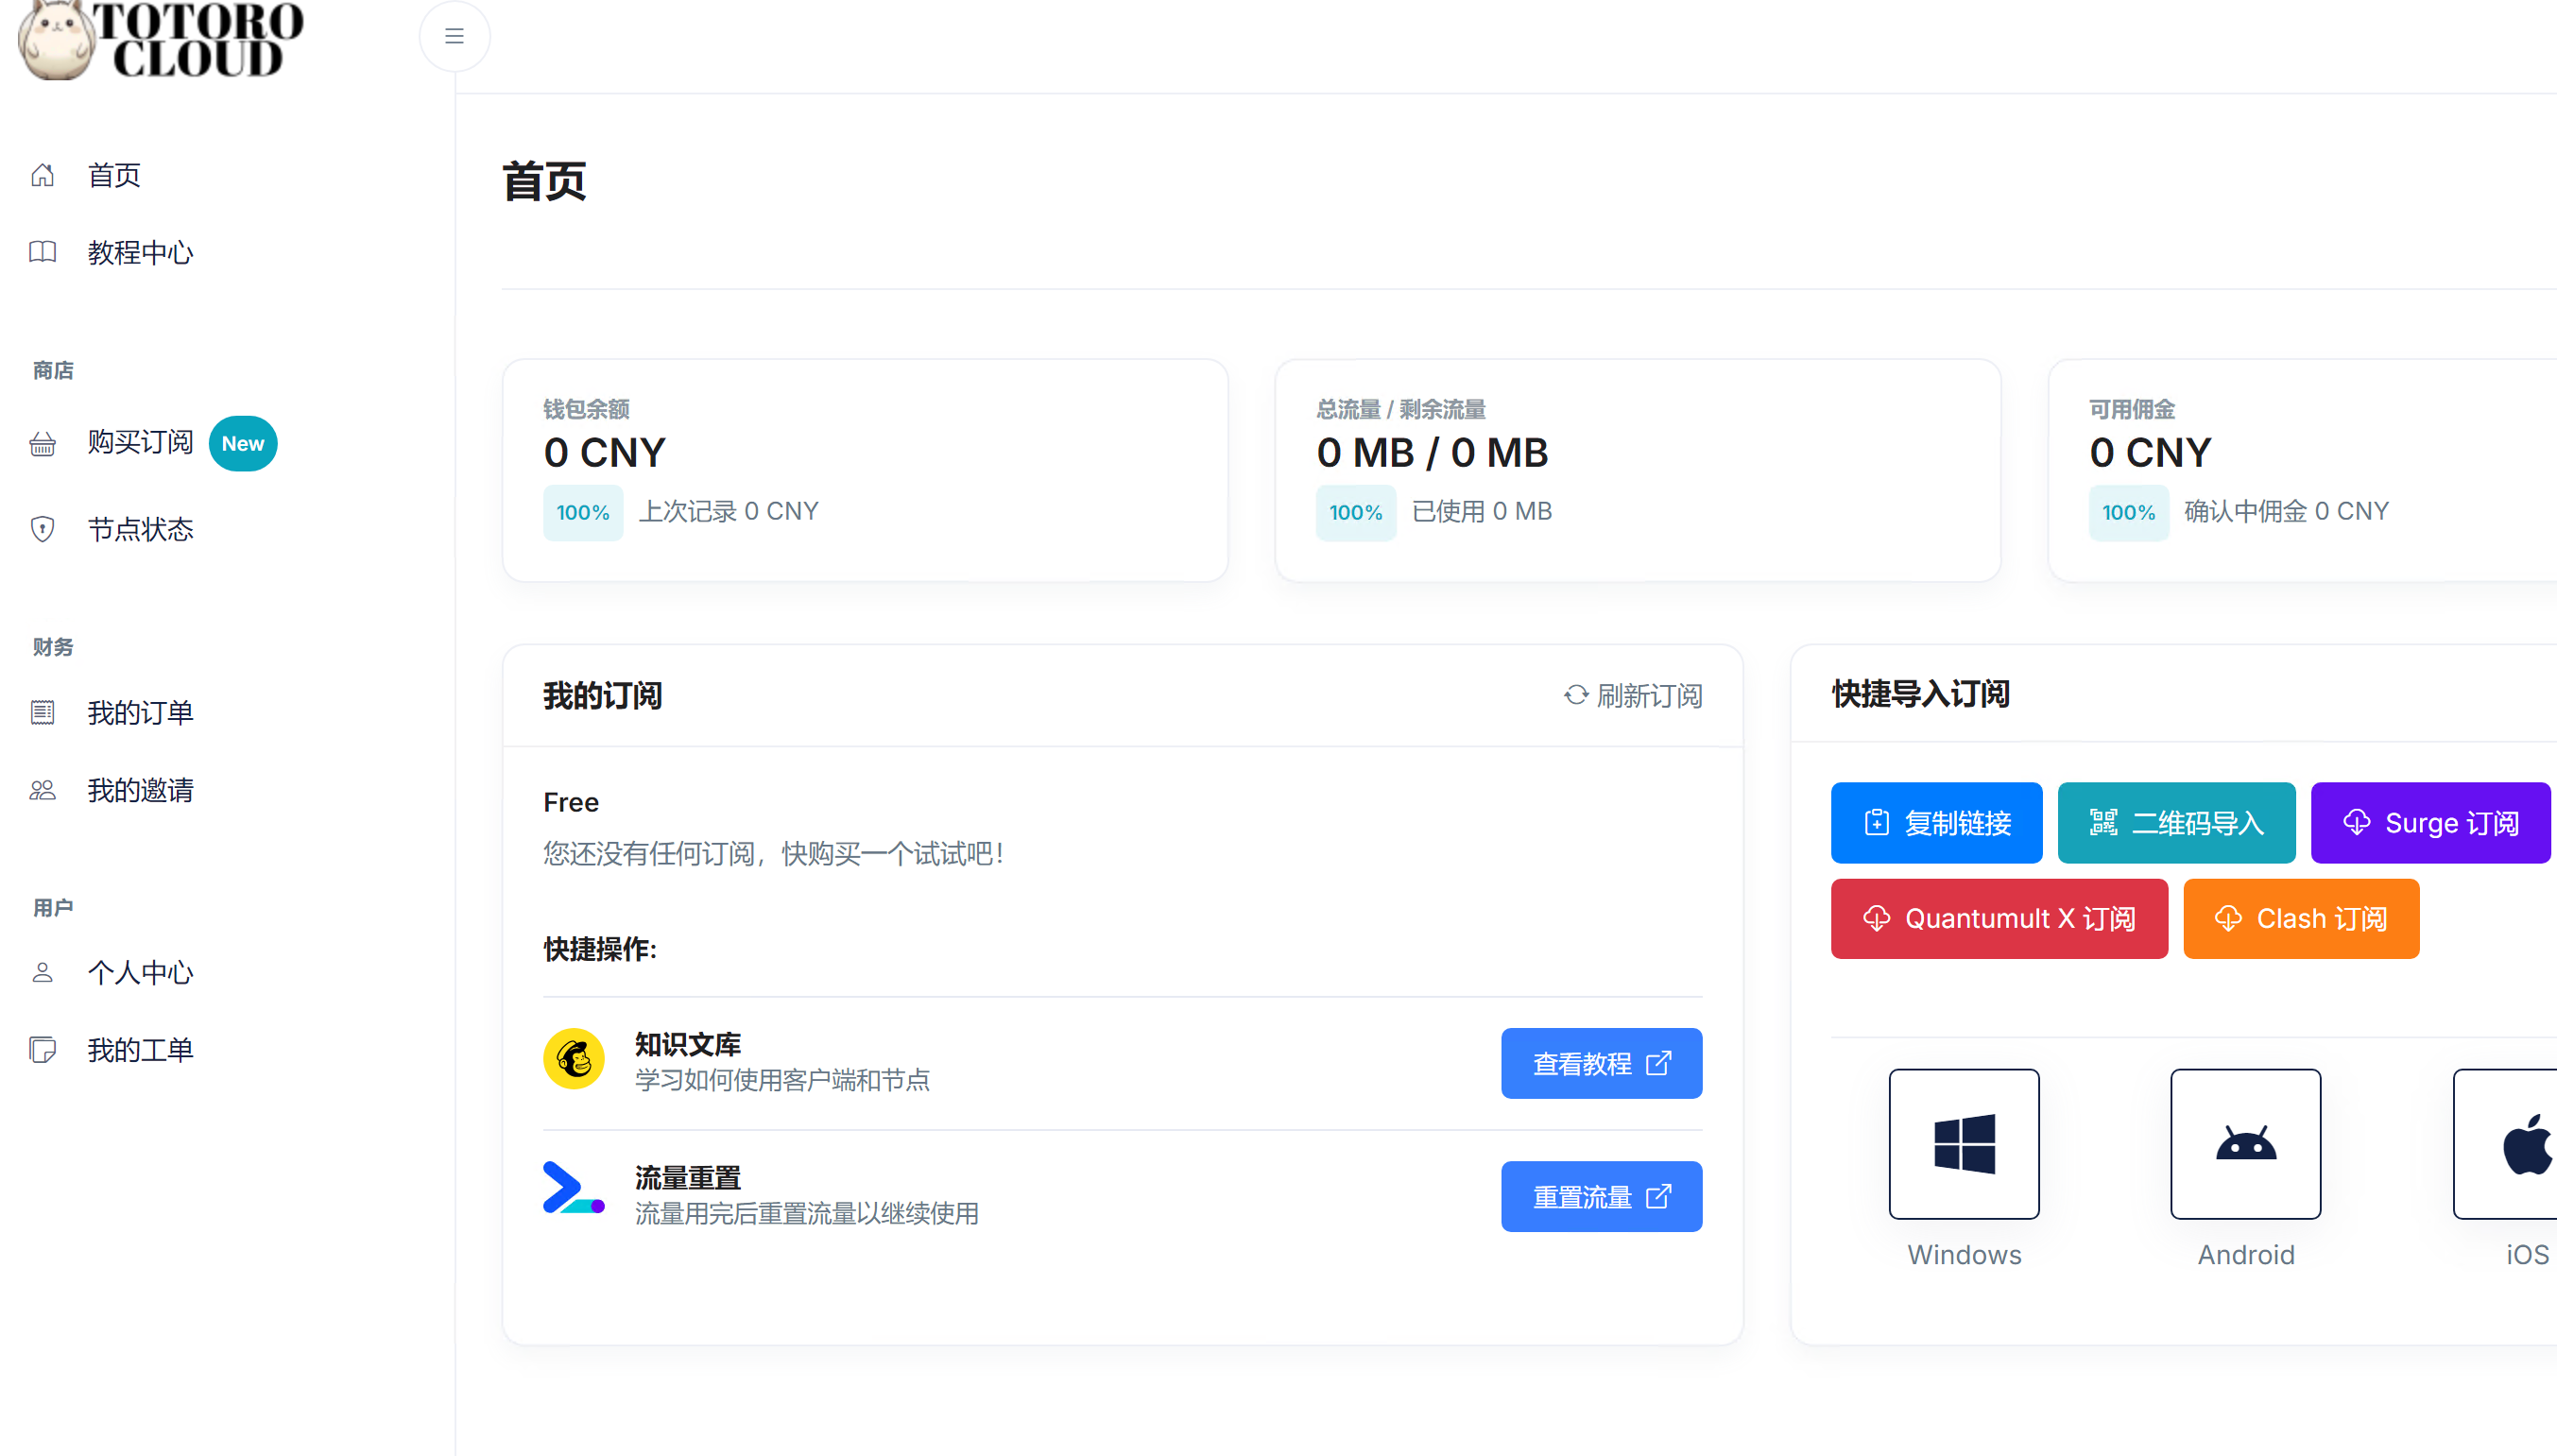 TOTORO
CLOUD
首页
教程中心
商店
购买订阅 New
节点状态
财务
我的订单
我的邀请
用户
个人中心
我的工单
首页
钱包余额
0 CNY
100% 上次记录 0 CNY
总流量 / 剩余流量
0 MB / 0 MB
100% 已使用 0 MB
可用佣金
0 CNY
100% 确认中佣金 0 CNY
我的订阅
刷新订阅
Free
您还没有任何订阅，快购买一个试试吧！
快捷操作:
知识文库
学习如何使用客户端和节点
查看教程
流量重置
流量用完后重置流量以继续使用
重置流量
快捷导入订阅
复制链接
二维码导入
Surge 订阅
Quantumult X 订阅
Clash 订阅
Windows
Android
iOS